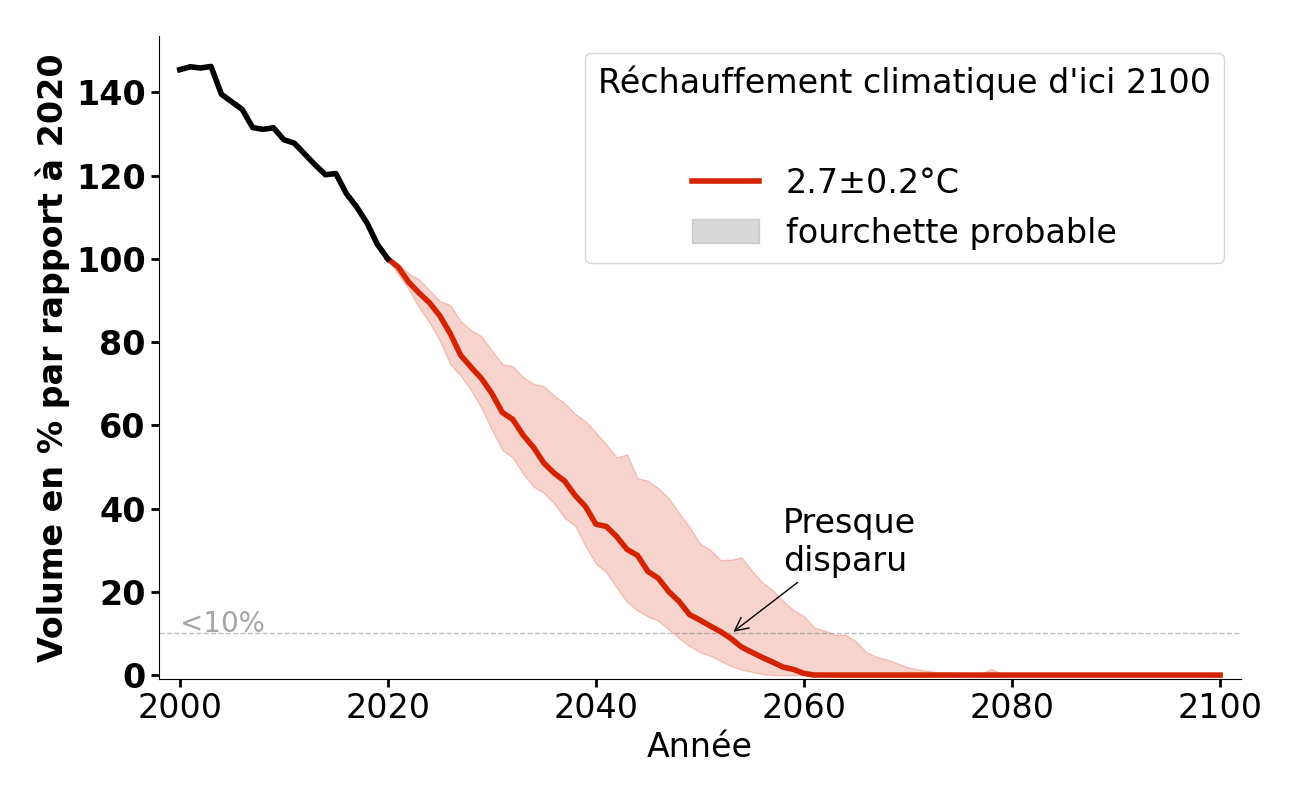 Volume en % par rapport à 2020
140
120
100
80
60
40
20
0
Réchauffement climatique d'ici 2100
2.7±0.2°C
fourchette probable
Presque
disparu
<10%
2000
2020
2040
2060
2080
2100
Année